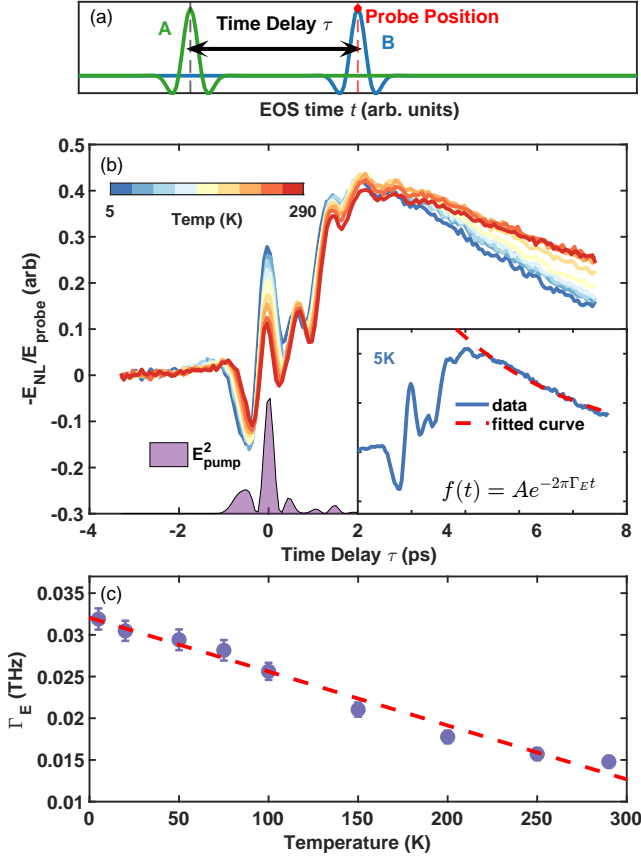 (a)
A
Time Delay τ
Probe Position
B
EOS time t (arb. units)
(b)
5
290
Temp (K)
0.5
0.4
0.3
0.2
0.1
0
-0.1
-0.2
-0.3
-E_NL/E_probe (arb)
5K
data
fitted curve
f(t) = Ae^{-2πΓ_E t}
E^2_pump
-4
-2
0
2
4
6
8
Time Delay τ (ps)
(c)
0.035
0.03
0.025
0.02
0.015
0.01
Γ_E (THz)
0
50
100
150
200
250
300
Temperature (K)